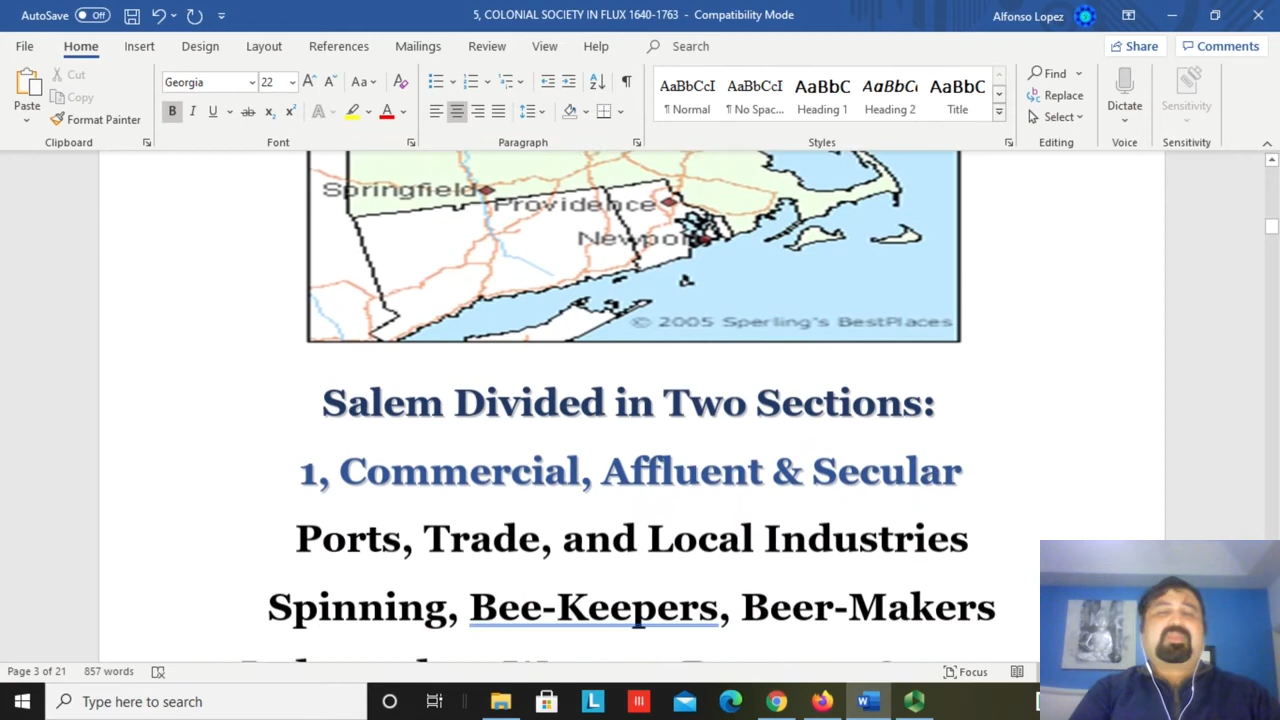 AutoSave Off 5, COLONIAL SOCIETY IN FLUX 1640-1763 - Compatibility Mode Alfonso Lopez
File Home Insert Design Layout References Mailings Review View Help Search Share Comments
Paste Cut Copy Format Painter
Georgia 22
AaBbCcI AaBbCcI AaBbC AaBbCc AaBbC
¶ Normal ¶ No Spac... Heading 1 Heading 2 Title
Find Replace Select
Dictate Sensitivity
Clipboard Font Paragraph Styles Editing Voice Sensitivity
Springfield
Providence
Newport
© 2005 Sperling's BestPlaces
Salem Divided in Two Sections:
1, Commercial, Affluent & Secular
Ports, Trade, and Local Industries
Spinning, Bee-Keepers, Beer-Makers
Page 3 of 21 857 words Focus
Type here to search